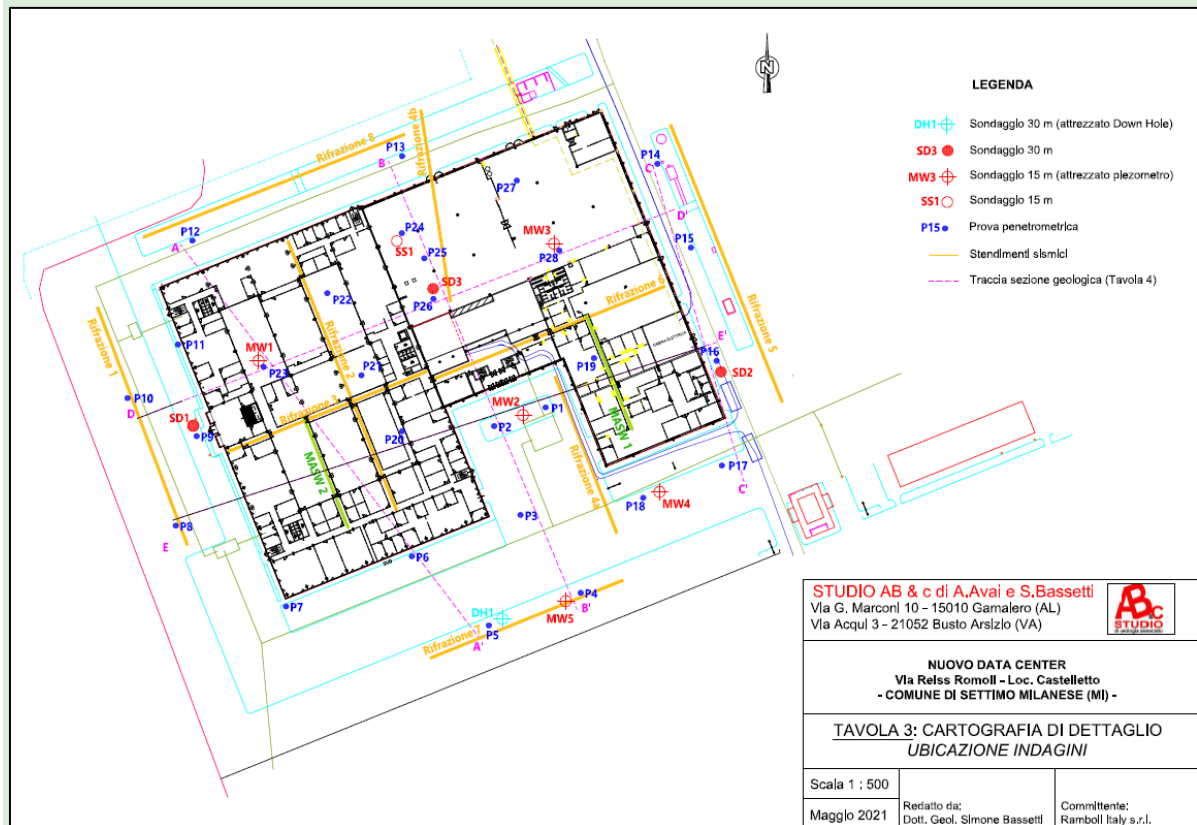 N
LEGENDA
DH1 Sondaggio 30 m (attrezzato Down Hole)
SD3 Sondaggio 30 m
MW3 Sondaggio 15 m (attrezzato piezometro)
SS1 Sondaggio 15 m
P15 Prova penetrometrica
Stendimenti sismici
Traccia sezione geologica (Tavola 4)
Rifrazione 8
Rifrazione 4b
P13
B
P14
C
P27
P12
A
P24
SS1
MW3
D'
P15
P25
P28
SD3
P22
P26
Rifrazione 6
Rifrazione 1
Rifrazione 2
Rifrazione 5
P11
MW1
E'
CABINA ELETTRICA
P23
P21
P19
P16
SD2
P10
D
Rifrazione 3
MW2
P1
SD1
P9
P2
P20
MASW 1
MASW 2
Rifrazione 4a
P17
C'
P18
MW4
P8
E
P3
P6
P7
P4
B'
DH1
MW5
P5
Rifrazione 7
A'
STUDIO AB & c di A.Avai e S.Bassetti
Via G. Marconi 10 - 15010 Gamalero (AL)
Via Acqui 3 - 21052 Busto Arsizio (VA)
ABc
STUDIO
di geologia associato
NUOVO DATA CENTER
Via Reiss Romoli - Loc. Castelletto
- COMUNE DI SETTIMO MILANESE (MI) -
TAVOLA 3: CARTOGRAFIA DI DETTAGLIO
UBICAZIONE INDAGINI
Scala 1 : 500
Maggio 2021
Redatto da:
Dott. Geol. Simone Bassetti
Committente:
Ramboll Italy s.r.l.